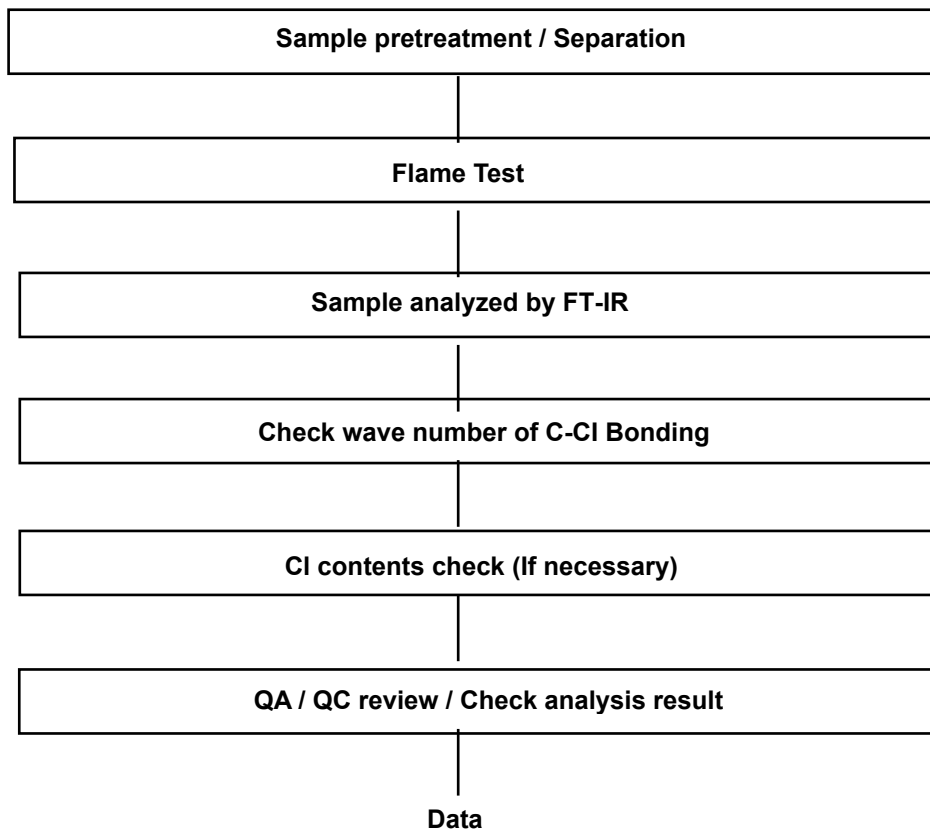 Sample pretreatment / Separation
Flame Test
Sample analyzed by FT-IR
Check wave number of C-Cl Bonding
Cl contents check (If necessary)
QA / QC review / Check analysis result
Data